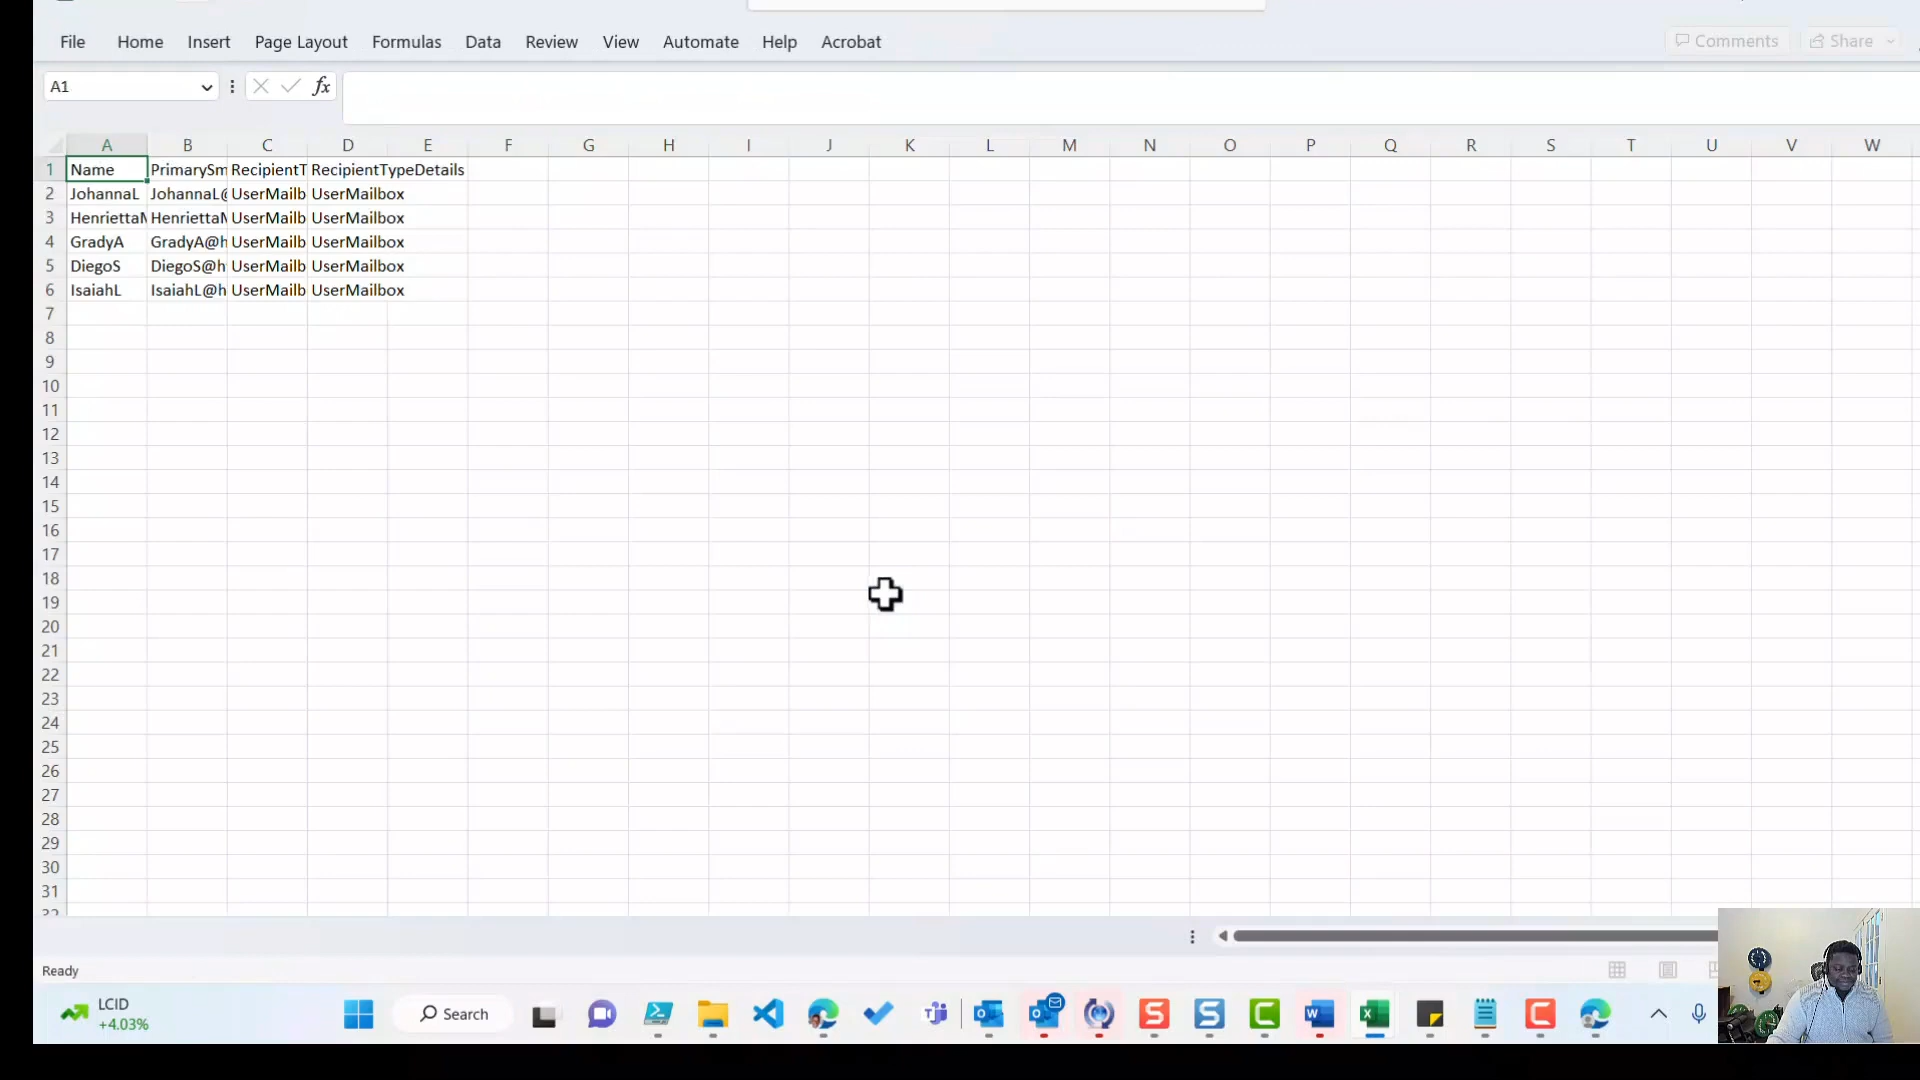 File Home Insert Page Layout Formulas Data Review View Automate Help Acrobat Comments Share
A1 fx
A B C D E F G H I J K L M N O P Q R S T U V W
1 Name PrimarySm RecipientT RecipientTypeDetails
2 JohannaL JohannaL@ UserMailb UserMailbox
3 HenriettaM HenriettaM UserMailb UserMailbox
4 GradyA GradyA@h UserMailb UserMailbox
5 DiegoS DiegoS@h UserMailb UserMailbox
6 IsaiahL IsaiahL@h UserMailb UserMailbox
7
8
9
10
11
12
13
14
15
16
17
18
19
20
21
22
23
24
25
26
27
28
29
30
31
32
Ready
LCID
+4.03%
Search